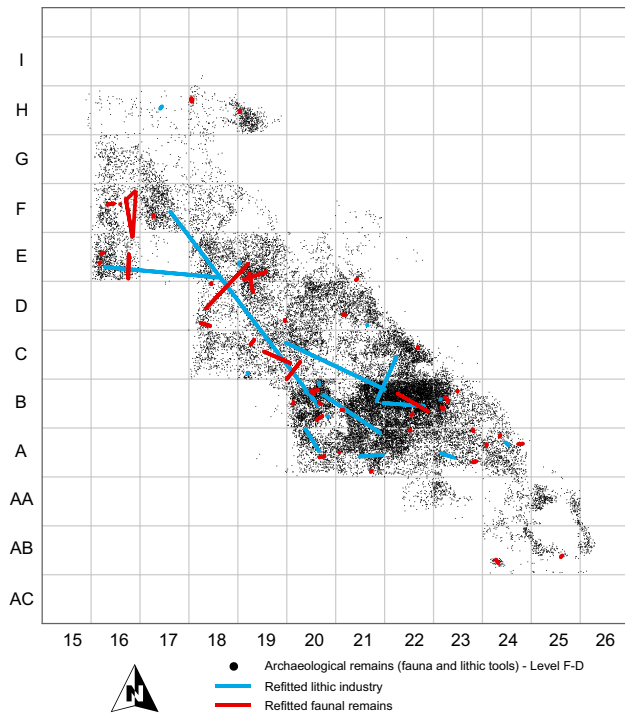 I
H
G
F
E
D
C
B
A
AA
AB
AC
15 16 17 18 19 20 21 22 23 24 25 26
Archaeological remains (fauna and lithic tools) - Level F-D
Refitted lithic industry
Refitted faunal remains
N